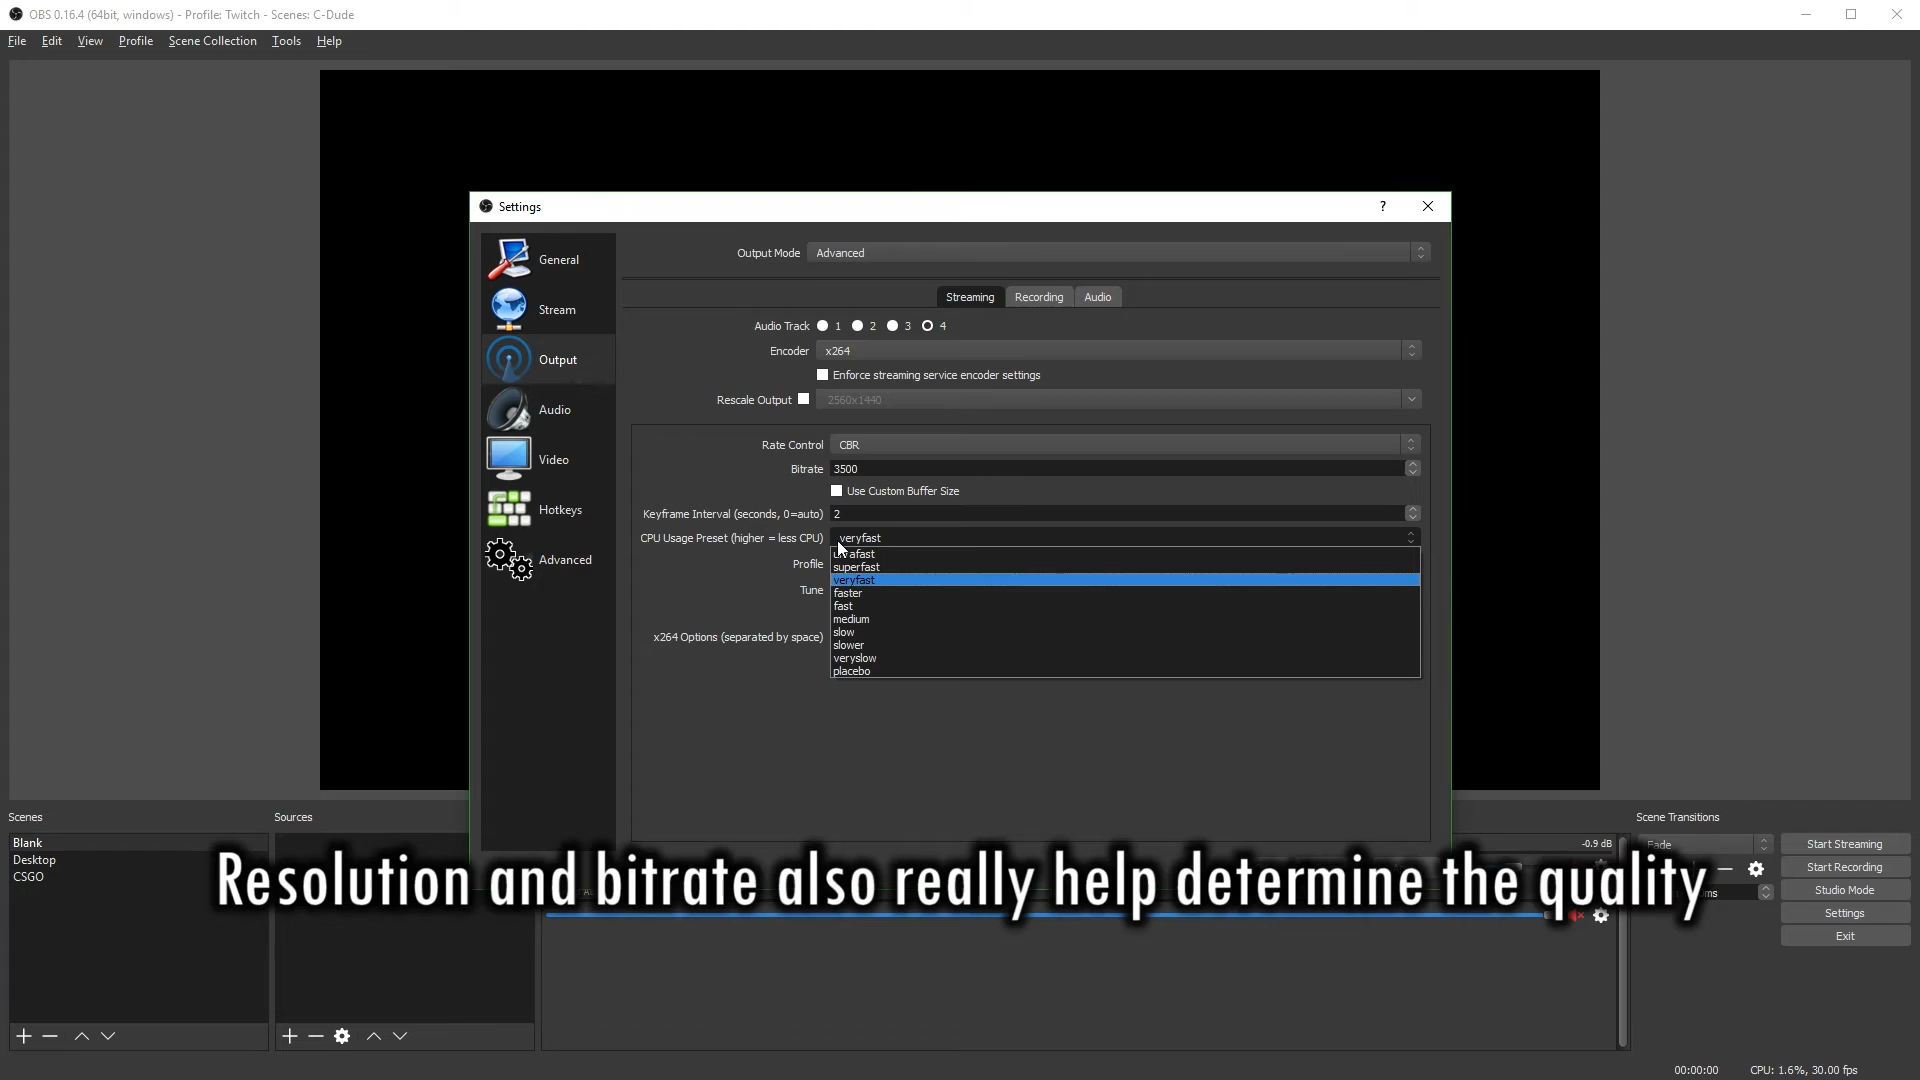 OBS 0.16.4 (64bit, windows) - Profile: Twitch - Scenes: C-Dude
File Edit View Profile Scene Collection Tools Help
Settings ?
General
Stream
Output
Audio
Video
Hotkeys
Advanced
Output Mode Advanced
Streaming Recording Audio
Audio Track 1 2 3 4
Encoder x264
Enforce streaming service encoder settings
Rescale Output 2560x1440
Rate Control CBR
Bitrate 3500
Use Custom Buffer Size
Keyframe Interval (seconds, 0=auto) 2
CPU Usage Preset (higher = less CPU) veryfast
superfast
veryfast
faster
fast
medium
slow
slower
veryslow
placebo
Profile
Tune
x264 Options (separated by space)
Scenes
Blank
Desktop
CSGO
Sources
-0.9 dB
Scene Transitions
Fade
ms
Start Streaming
Start Recording
Studio Mode
Settings
Exit
Resolution and bitrate also really help determine the quality
00:00:00 CPU: 1.6%, 30.00 fps